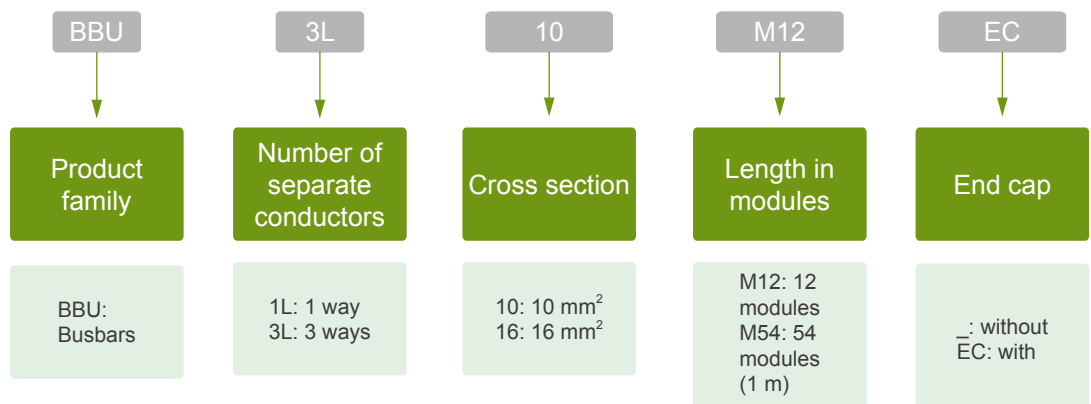 BBU
3L
10
M12
EC
Product
family
Number of
separate
conductors
Cross section
Length in
modules
End cap
BBU:
Busbars
1L: 1 way
3L: 3 ways
10: 10 mm²
16: 16 mm²
M12: 12
modules
M54: 54
modules
(1 m)
_: without
EC: with